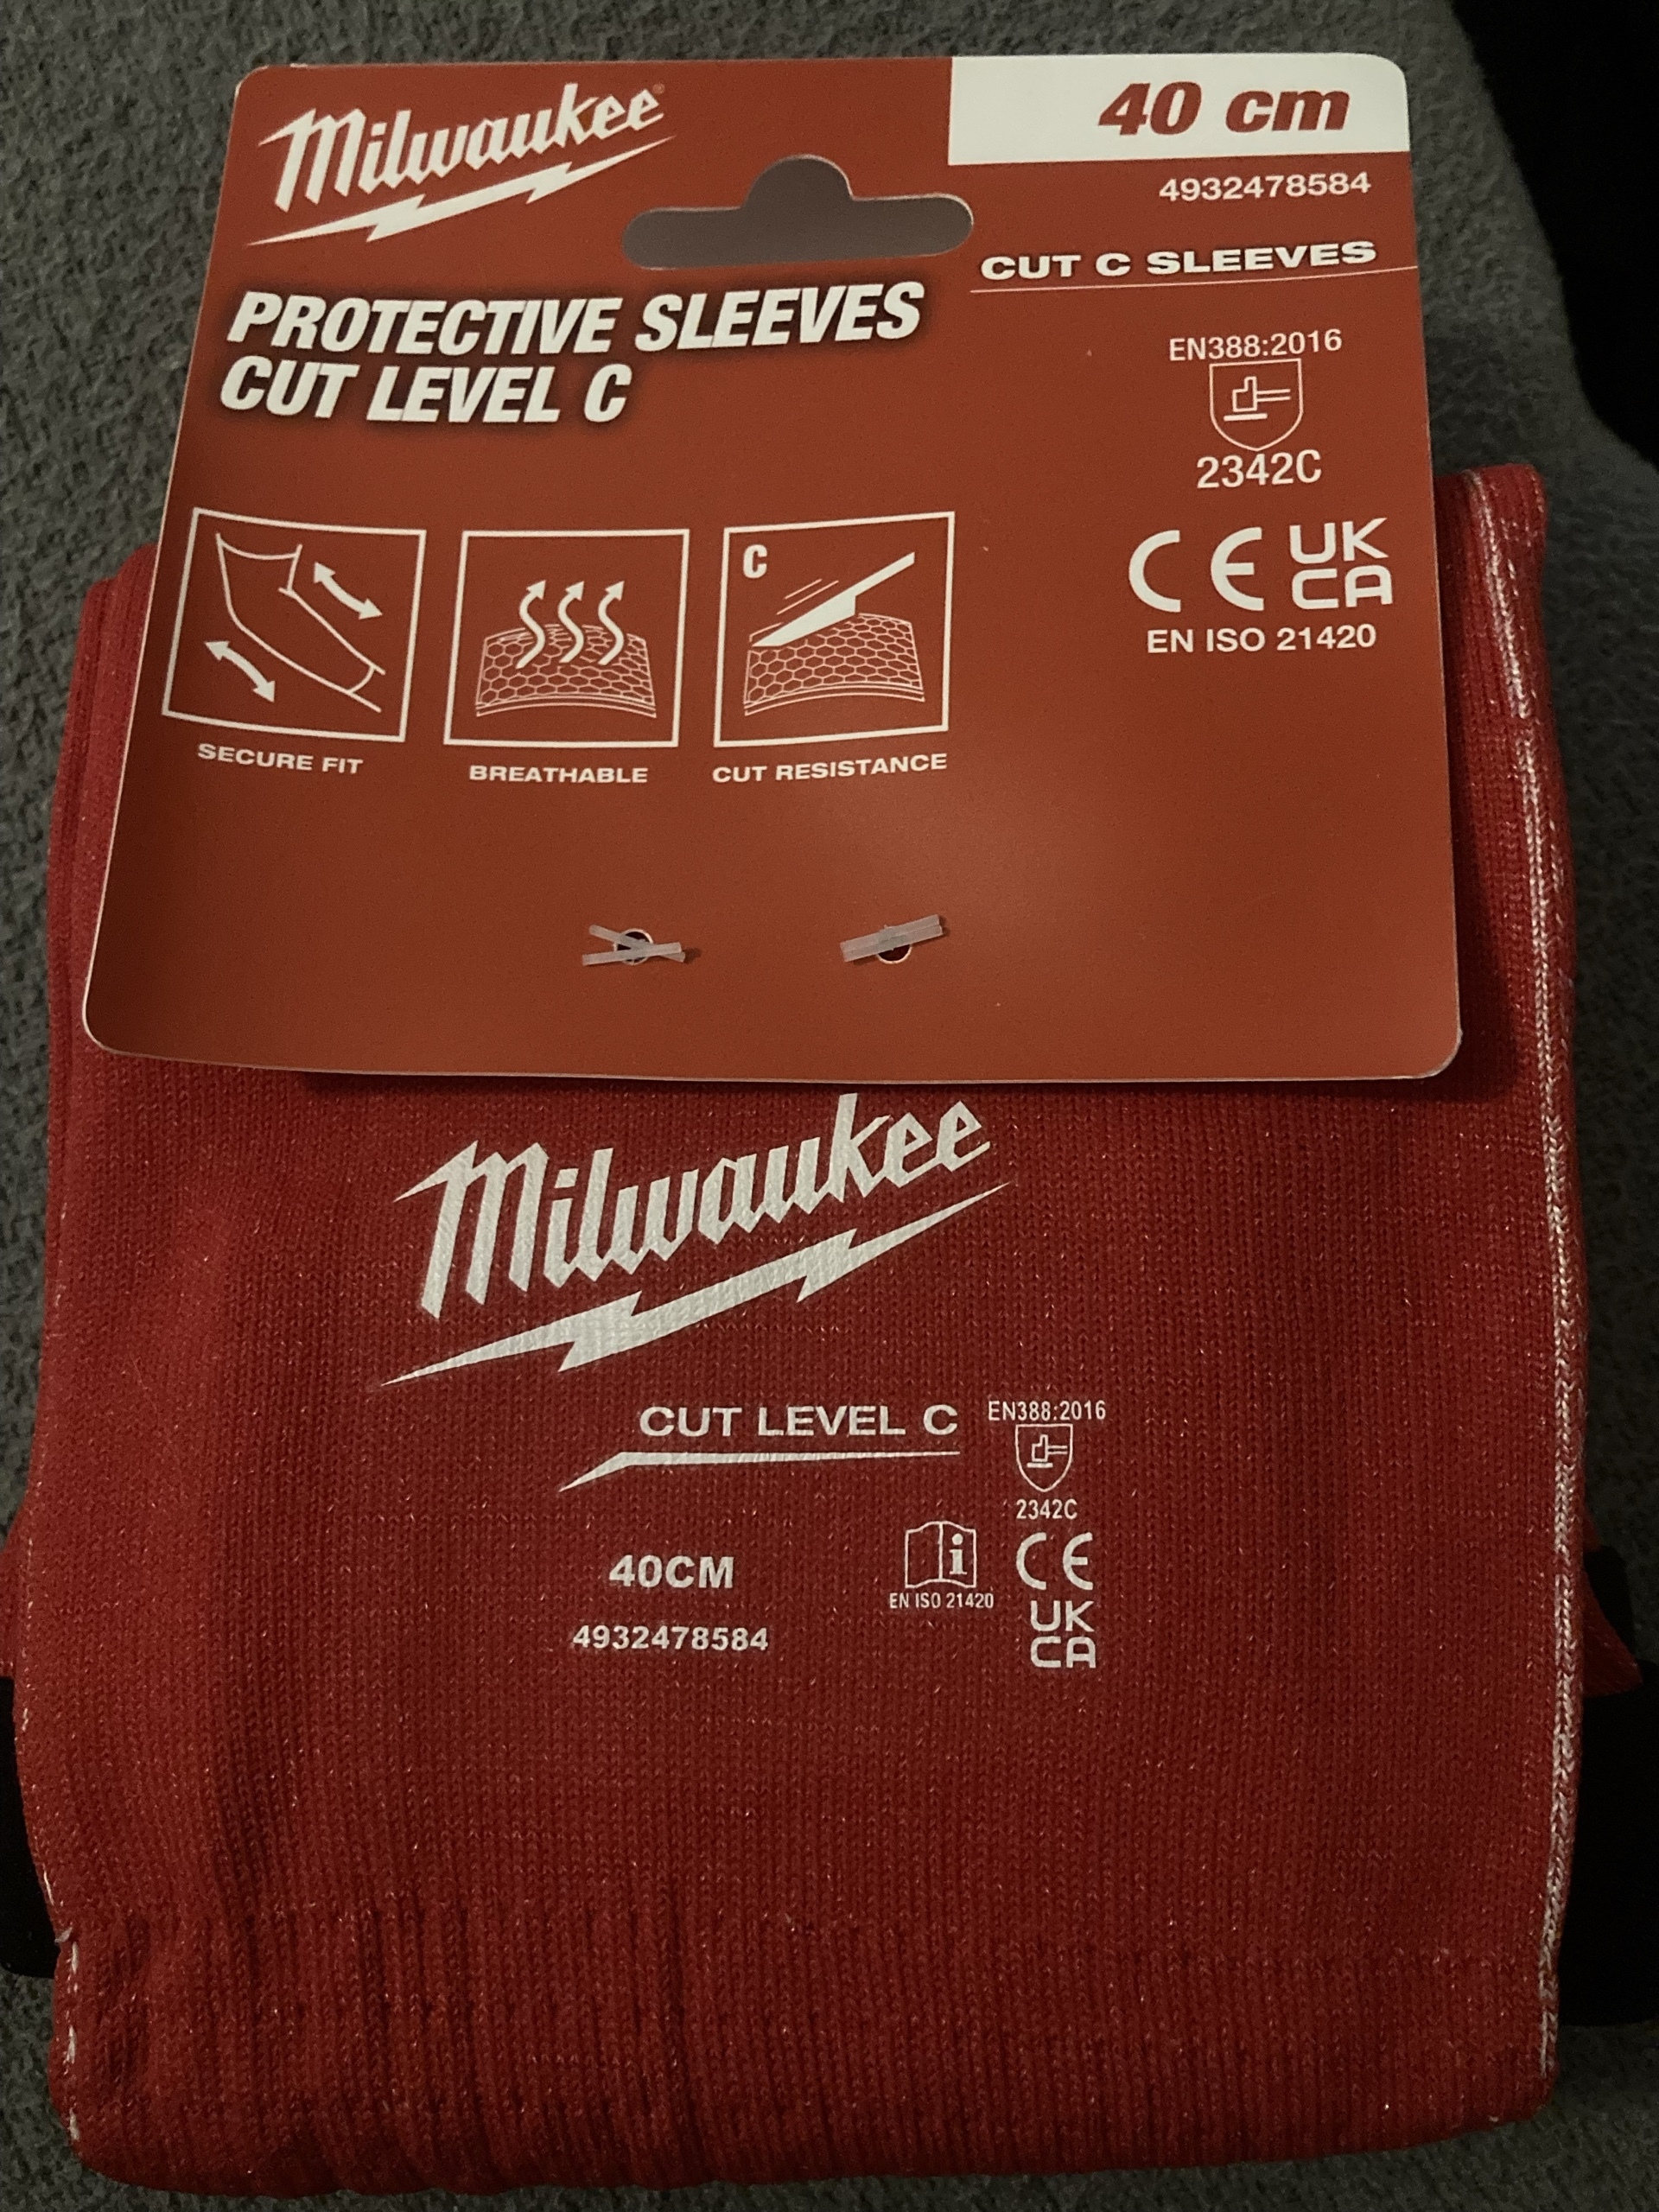 Milwaukee
40 cm
4932478584
CUT C SLEEVES
PROTECTIVE SLEEVES
CUT LEVEL C
EN388:2016
2342C
CE UK
CA
EN ISO 21420
C
SECURE FIT
BREATHABLE
CUT RESISTANCE
Milwaukee
CUT LEVEL C
EN388:2016
2342C
40CM
4932478584
i
EN ISO 21420
CE
UK
CA